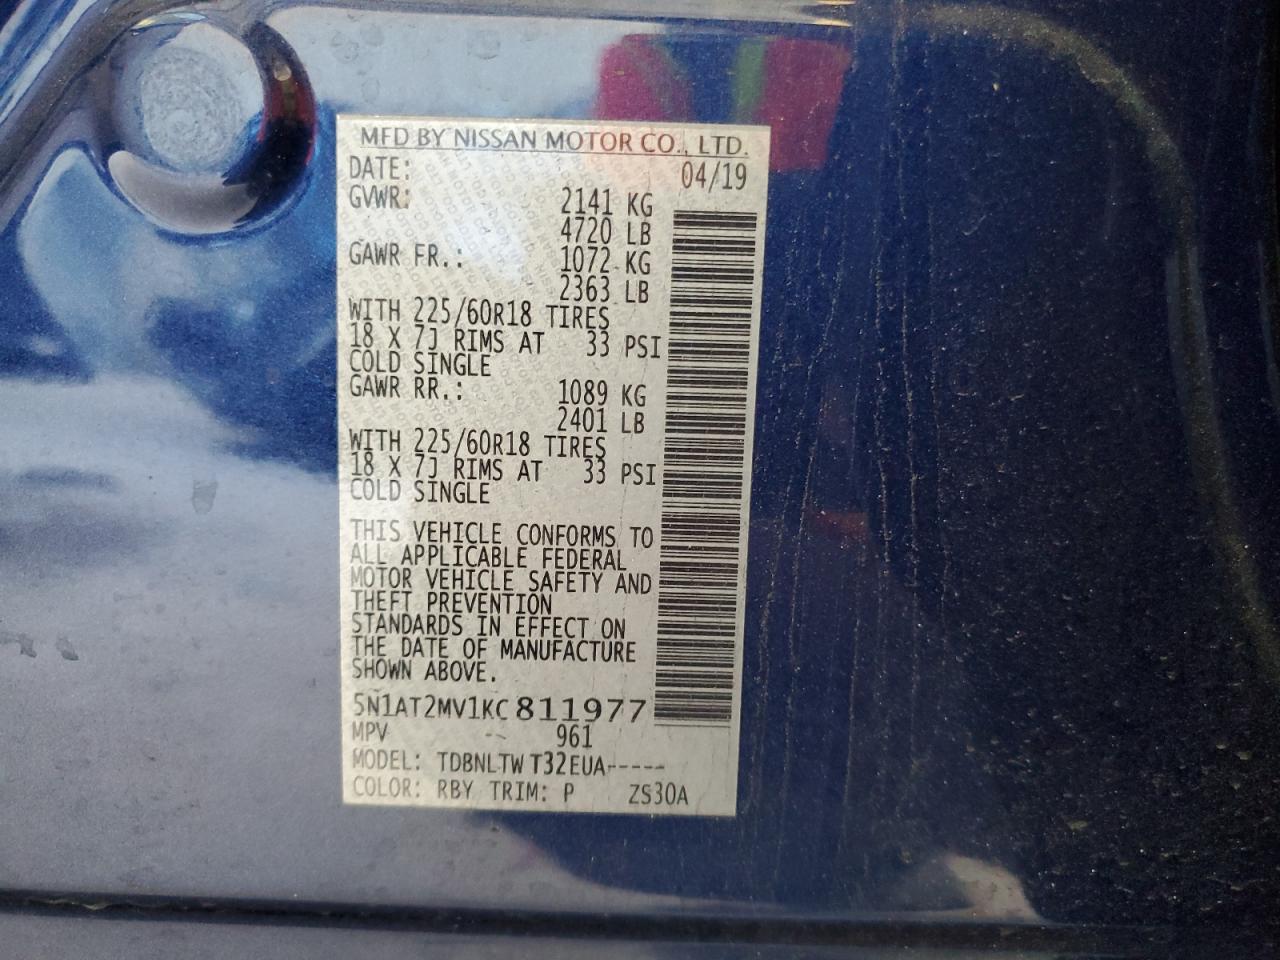 MFD BY NISSAN MOTOR CO., LTD.
DATE: 04/19
GVWR: 2141 KG
4720 LB
GAWR FR.: 1072 KG
2363 LB
WITH 225/60R18 TIRES
18 X 7J RIMS AT 33 PSI
COLD SINGLE
GAWR RR.: 1089 KG
2401 LB
WITH 225/60R18 TIRES
18 X 7J RIMS AT 33 PSI
COLD SINGLE
THIS VEHICLE CONFORMS TO
ALL APPLICABLE FEDERAL
MOTOR VEHICLE SAFETY AND
THEFT PREVENTION
STANDARDS IN EFFECT ON
THE DATE OF MANUFACTURE
SHOWN ABOVE.
5N1AT2MV1KC811977
MPV -- 961
MODEL: TDBNLTW T32EUA-----
COLOR: RBY TRIM: P ZS30A